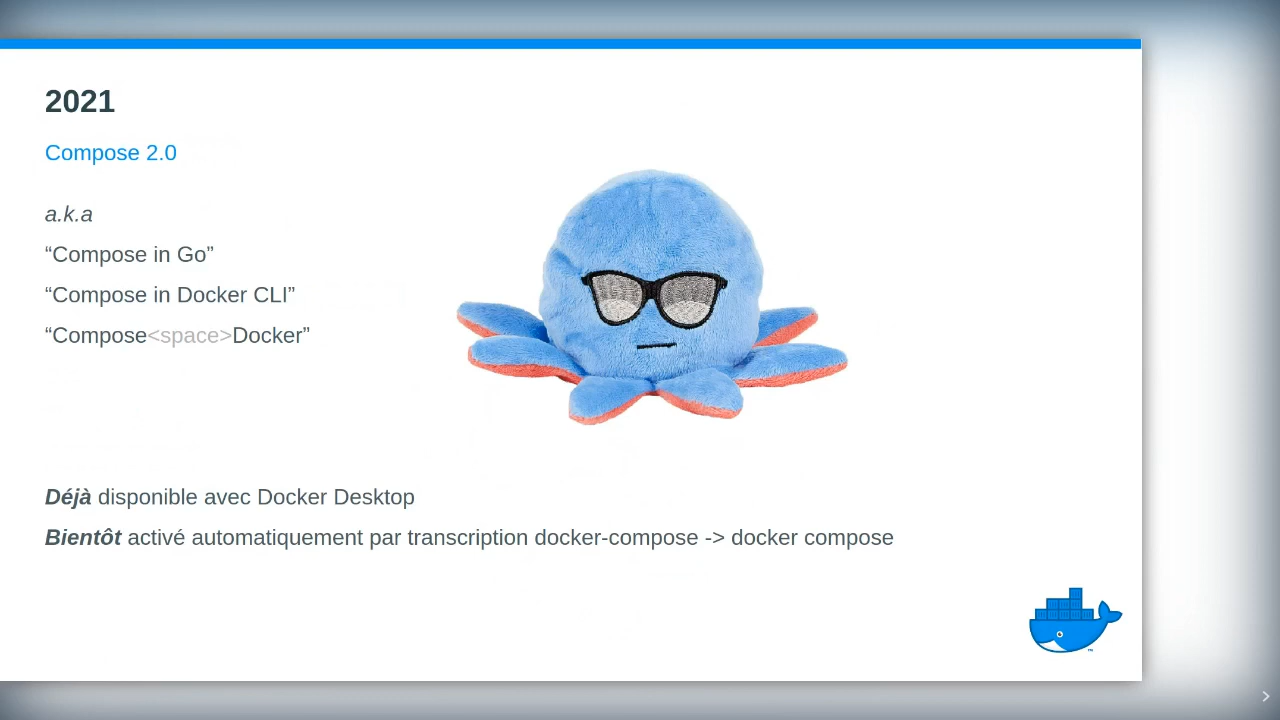 2021
Compose 2.0
a.k.a
“Compose in Go”
“Compose in Docker CLI”
“Compose<space>Docker”
Déjà disponible avec Docker Desktop
Bientôt activé automatiquement par transcription docker-compose -> docker compose